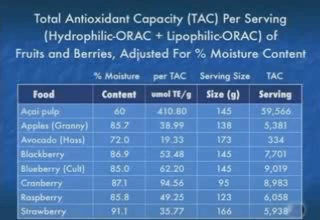 Total Antioxidant Capacity (TAC) Per Serving
(Hydrophilic-ORAC + Lipophilic-ORAC) of
Fruits and Berries, Adjusted For % Moisture Content
% Moisture per TAC Serving Size TAC
Food Content umol TE/g Size (g) Serving
Açai pulp 60 410.80 145 59,566
Apples (Granny) 85.7 38.99 138 5,381
Avocado (Hass) 72.0 19.33 173 334
Blackberry 86.9 53.48 145 7,701
Blueberry (Cult) 85.0 62.20 145 9,019
Cranberry 87.1 94.56 95 8,983
Raspberry 85.8 49.25 123 6,058
Strawberry 91.1 35.77 166 5,938